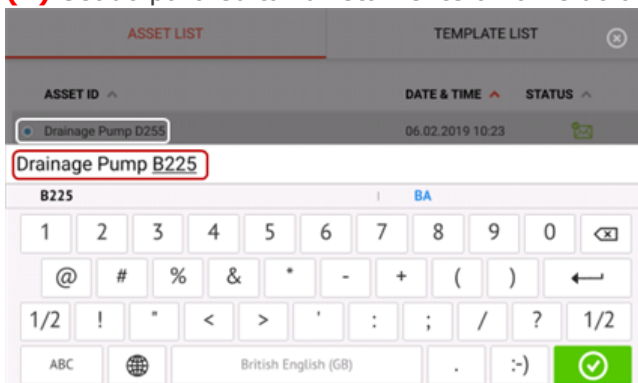 ASSET LIST TEMPLATE LIST
ASSET ID DATE & TIME STATUS
Drainage Pump D255 06.02.2019 10:23
Drainage Pump B225
B225 BA
1 2 3 4 5 6 7 8 9 0
@ # % & * - + ( )
1/2 ! " < > ' : ; / ? 1/2
ABC British English (GB) . :-)